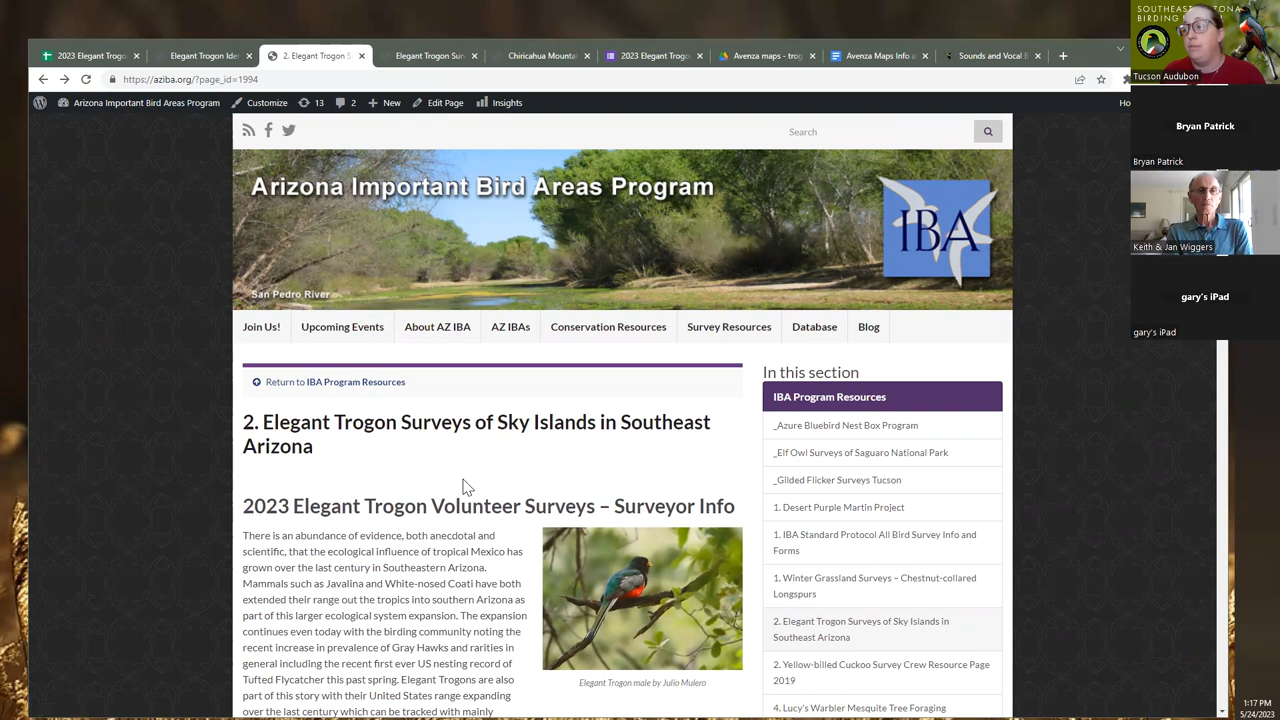 2023 Elegant Trogo
Elegant Trogon Ide
2. Elegant Trogon S
Elegant Trogon Sur
Chiricahua Mountai
2023 Elegant Trogo
Avenza maps - trog
Avenza Maps Info a
Sounds and Vocal B
https://aziba.org/?page_id=1994
Arizona Important Bird Areas Program
Customize
13
2
New
Edit Page
Insights
Ho
Search
Arizona Important Bird Areas Program
IBA
San Pedro River
Join Us!
Upcoming Events
About AZ IBA
AZ IBAs
Conservation Resources
Survey Resources
Database
Blog
Return to IBA Program Resources
2. Elegant Trogon Surveys of Sky Islands in Southeast
Arizona
2023 Elegant Trogon Volunteer Surveys – Surveyor Info
There is an abundance of evidence, both anecdotal and
scientific, that the ecological influence of tropical Mexico has
grown over the last century in Southeastern Arizona.
Mammals such as Javalina and White-nosed Coati have both
extended their range out the tropics into southern Arizona as
part of this larger ecological system expansion. The expansion
continues even today with the birding community noting the
recent increase in prevalence of Gray Hawks and rarities in
general including the recent first ever US nesting record of
Tufted Flycatcher this past spring. Elegant Trogons are also
part of this story with their United States range expanding
over the last century which can be tracked with mainly
Elegant Trogon male by Julio Mulero
In this section
IBA Program Resources
_Azure Bluebird Nest Box Program
_Elf Owl Surveys of Saguaro National Park
_Gilded Flicker Surveys Tucson
1. Desert Purple Martin Project
1. IBA Standard Protocol All Bird Survey Info and
Forms
1. Winter Grassland Surveys – Chestnut-collared
Longspurs
2. Elegant Trogon Surveys of Sky Islands in
Southeast Arizona
2. Yellow-billed Cuckoo Survey Crew Resource Page
2019
4. Lucy's Warbler Mesquite Tree Foraging
SOUTHEAST ARIZONA
BIRDING
Tucson Audubon
Bryan Patrick
Bryan Patrick
Keith & Jan Wiggers
gary's iPad
gary's iPad
1:17 PM